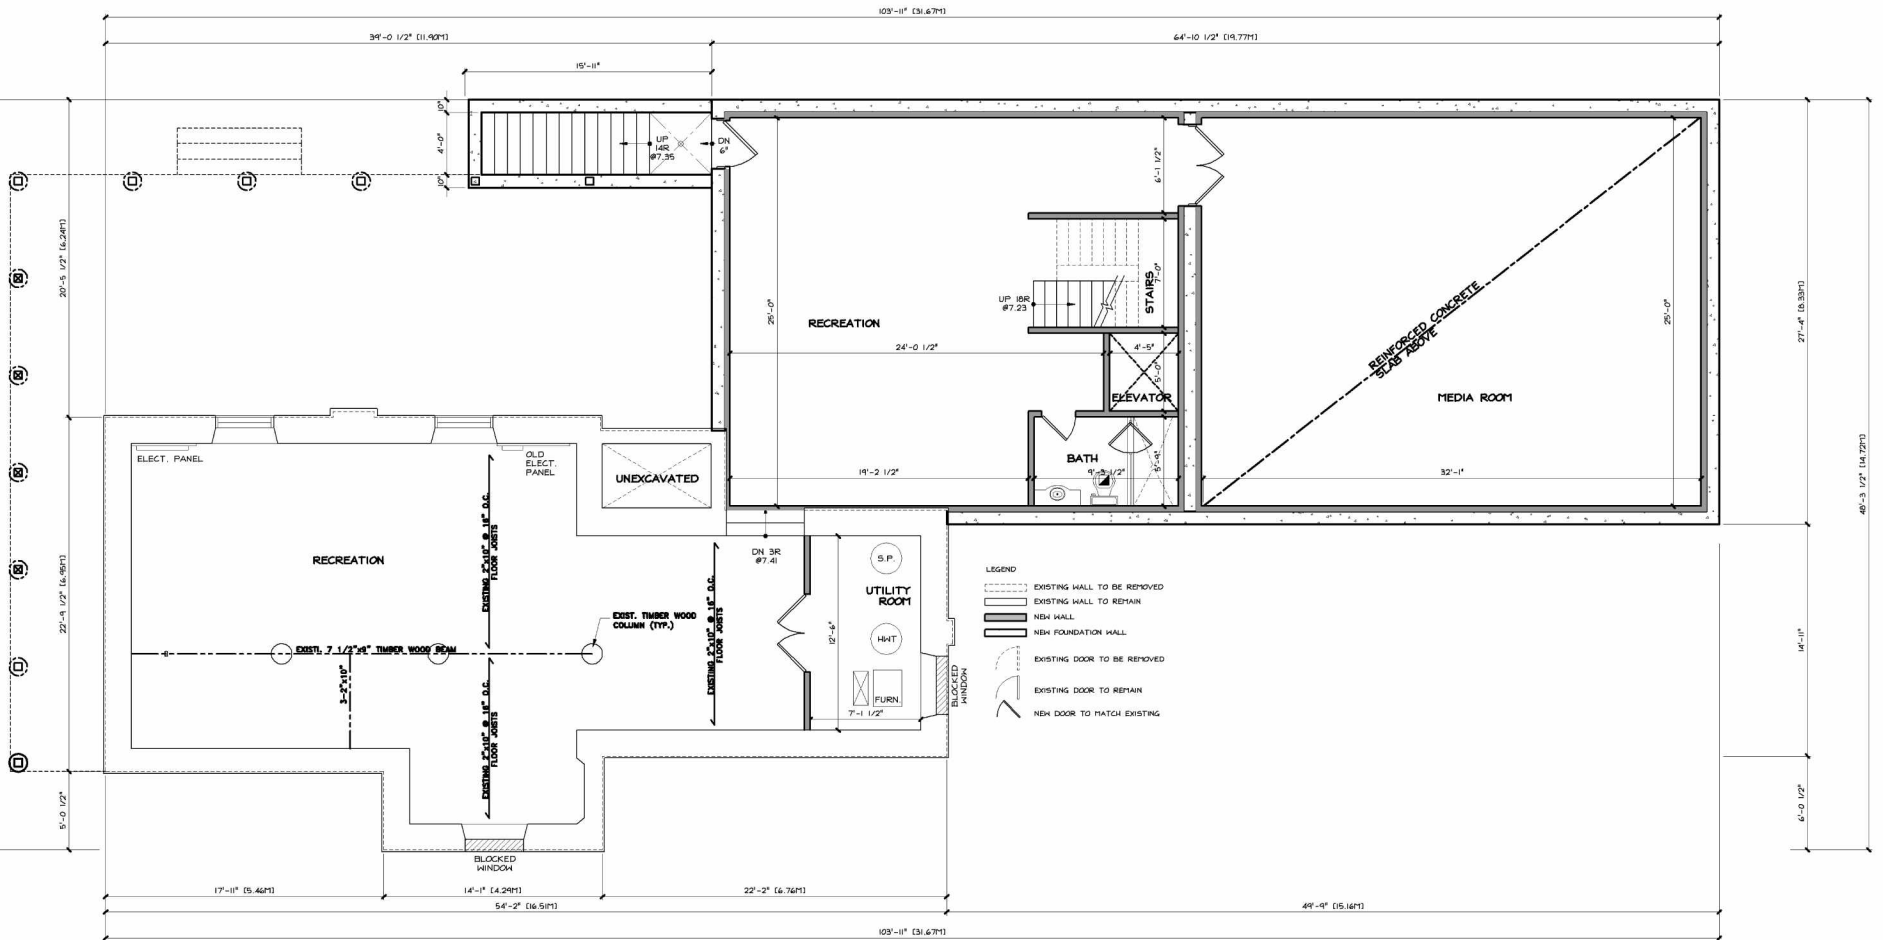 103'-11" [31.67M]
39'-0 1/2" [11.90M]
64'-10 1/2" [19.77M]
15'-11"
10"
4'-0"
10"
UP
14R
@7.35
DN
6"
6'-1 1/2"
20'-5 1/2" [6.24M]
25'-0"
RECREATION
UP 18R
@7.23
STAIRS
7'-0"
24'-0 1/2"
4'-5"
5'-0"
ELEVATOR
REINFORCED CONCRETE
SLAB ABOVE
MEDIA ROOM
25'-0"
27'-4" [8.33M]
48'-3 1/2" [14.72M]
ELECT. PANEL
OLD
ELECT.
PANEL
UNEXCAVATED
BATH
19'-2 1/2"
9'-3 1/2"
5'-9"
32'-1"
RECREATION
EXISTING 2"x10" @ 16" O.C.
FLOOR JOISTS
DN 3R
@7.41
S.P.
UTILITY
ROOM
HWT
FURN.
12'-6"
7'-1 1/2"
EXISTING 2"x10" @ 16" O.C.
FLOOR JOISTS
EXIST. TIMBER WOOD
COLUMN (TYP.)
EXISTI. 7 1/2"x9" TIMBER WOOD BEAM
3-2"x10"
EXISTING 2"x10" @ 16" O.C.
FLOOR JOISTS
22'-9 1/2" [6.95M]
5'-0 1/2"
BLOCKED
WINDOW
BLOCKED
WINDOW
LEGEND
EXISTING WALL TO BE REMOVED
EXISTING WALL TO REMAIN
NEW WALL
NEW FOUNDATION WALL
EXISTING DOOR TO BE REMOVED
EXISTING DOOR TO REMAIN
NEW DOOR TO MATCH EXISTING
14'-11"
6'-0 1/2"
17'-11" [5.46M]
14'-1" [4.29M]
22'-2" [6.76M]
54'-2" [16.51M]
49'-9" [15.16M]
103'-11" [31.67M]